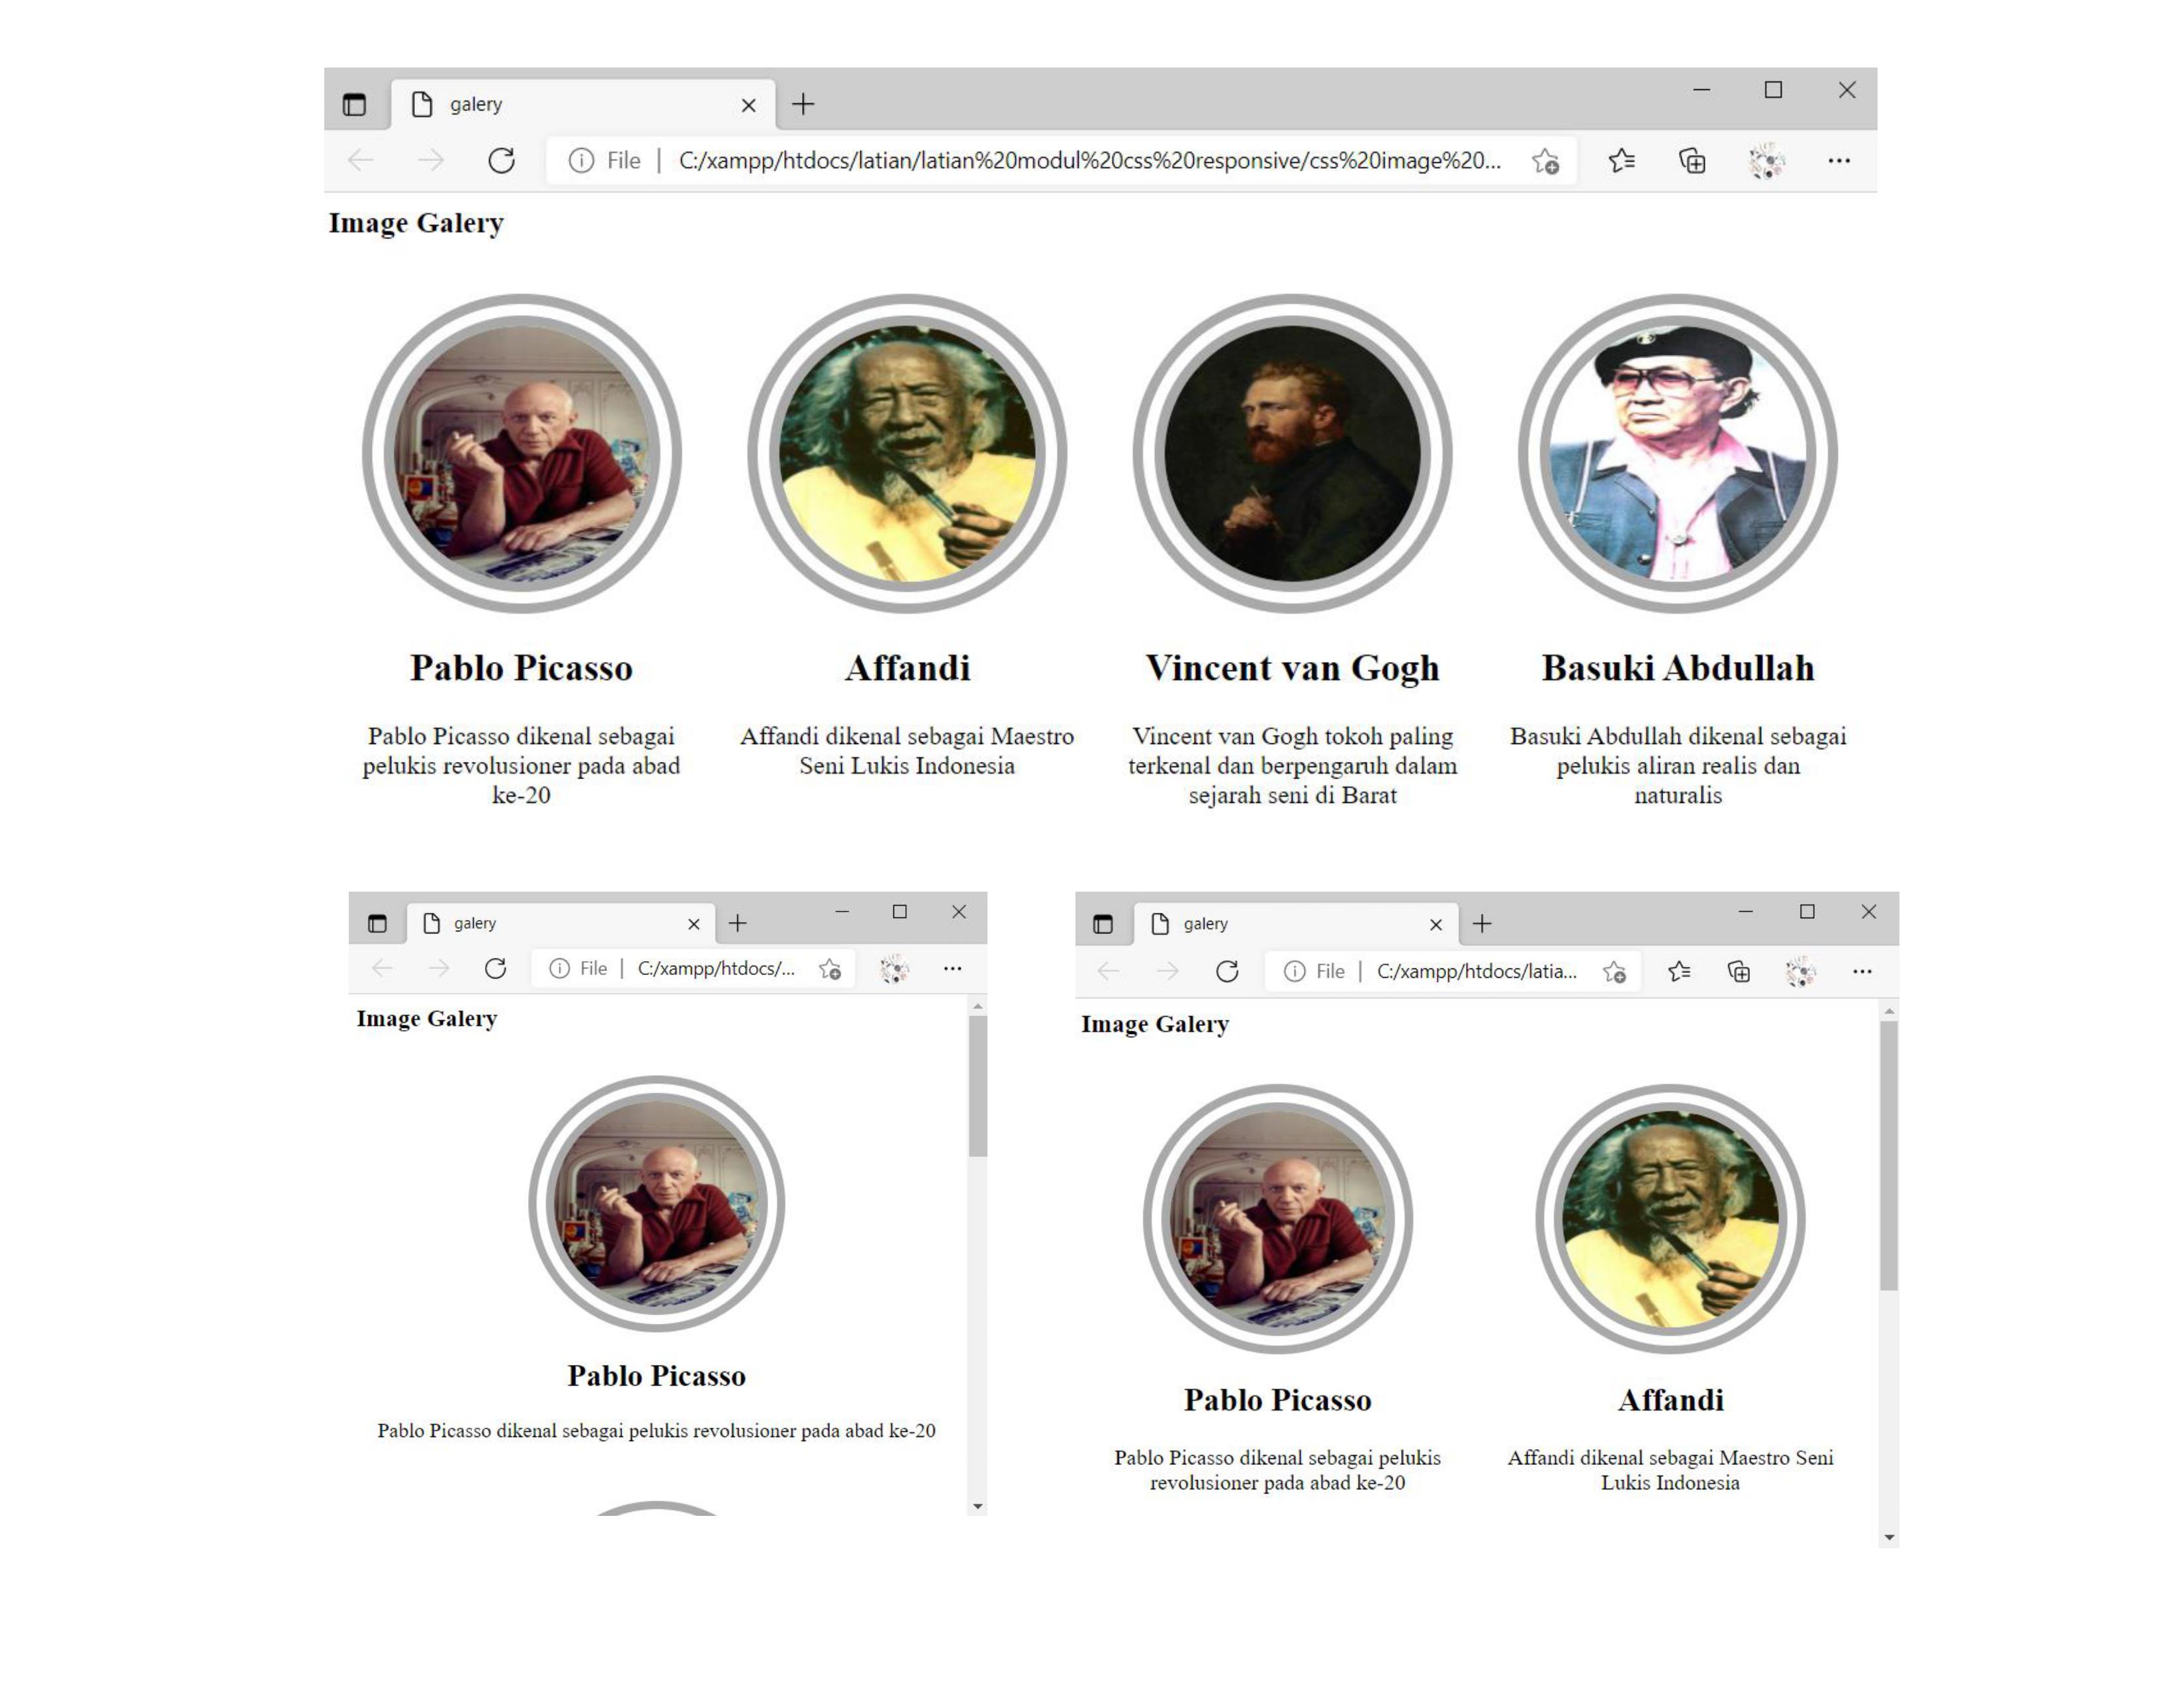 galery
File | C:/xampp/htdocs/latian/latian%20modul%20css%20responsive/css%20image%20...
Image Galery
Pablo Picasso
Pablo Picasso dikenal sebagai
pelukis revolusioner pada abad
ke-20
Affandi
Affandi dikenal sebagai Maestro
Seni Lukis Indonesia
Vincent van Gogh
Vincent van Gogh tokoh paling
terkenal dan berpengaruh dalam
sejarah seni di Barat
Basuki Abdullah
Basuki Abdullah dikenal sebagai
pelukis aliran realis dan
naturalis
galery
File | C:/xampp/htdocs/...
Image Galery
Pablo Picasso
Pablo Picasso dikenal sebagai pelukis revolusioner pada abad ke-20
galery
File | C:/xampp/htdocs/latia...
Image Galery
Pablo Picasso
Pablo Picasso dikenal sebagai pelukis
revolusioner pada abad ke-20
Affandi
Affandi dikenal sebagai Maestro Seni
Lukis Indonesia